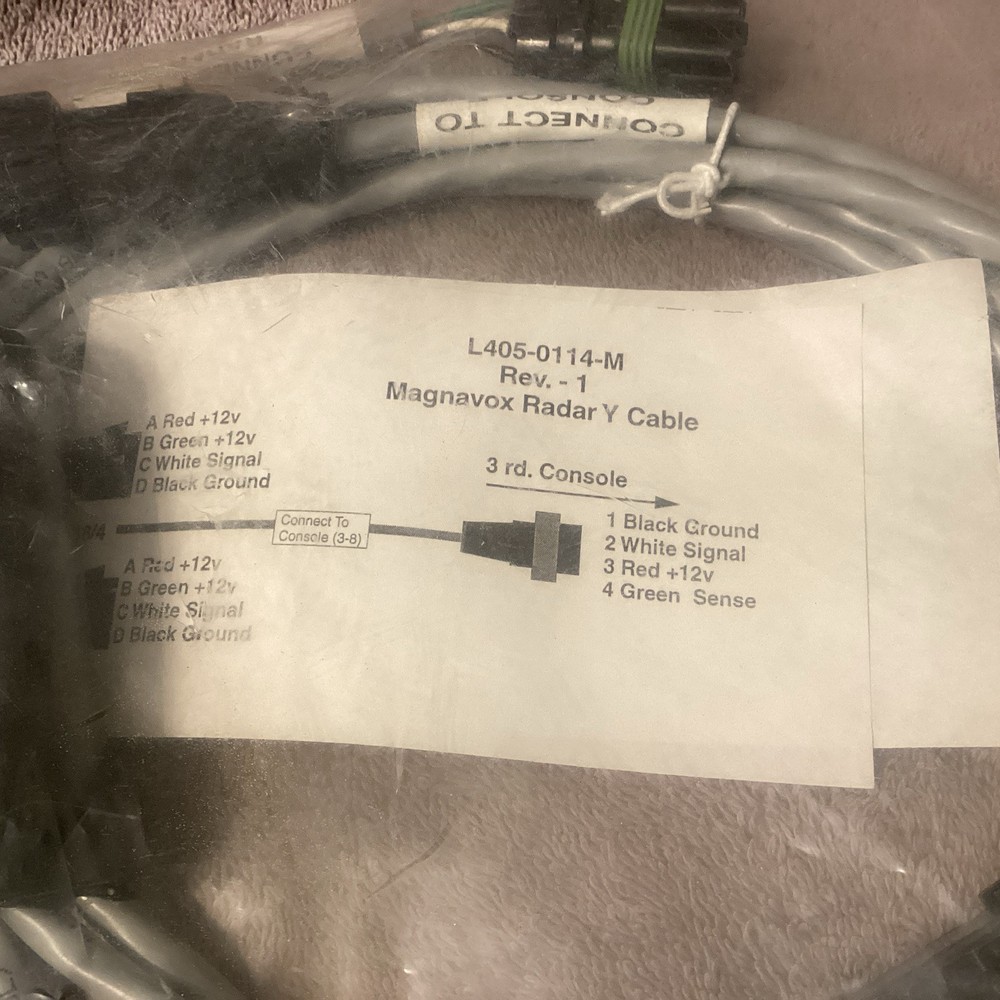 CONNECT TO
CONSOLE
L405-0114-M
Rev. - 1
Magnavox Radar Y Cable
A Red +12v
B Green +12v
C White Signal
D Black Ground
3 rd. Console
Connect To
Console (3-8)
1 Black Ground
2 White Signal
3 Red +12v
4 Green Sense
A Red +12v
B Green +12v
C White Signal
D Black Ground